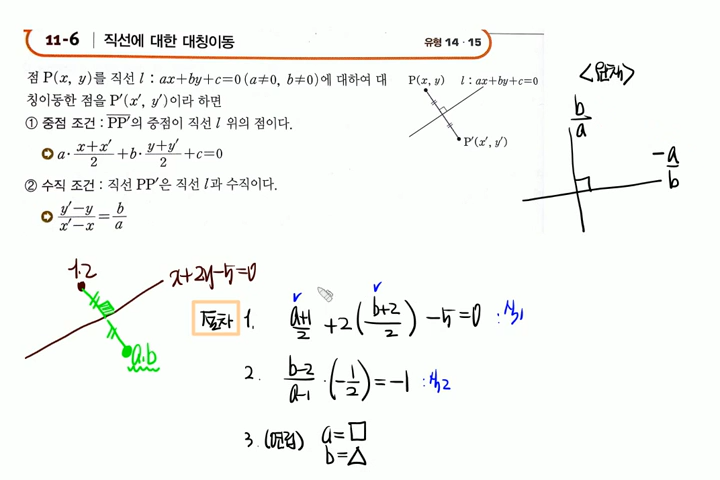 11-6 직선에 대한 대칭이동 유형 14·15
점 P(x, y)를 직선 l : ax+by+c=0 (a≠0, b≠0)에 대하여 대
칭이동한 점을 P′(x′, y′)이라 하면
① 중점 조건 : PP′의 중점이 직선 l 위의 점이다.
a·(x+x′)/2+b·(y+y′)/2+c=0
② 수직 조건 : 직선 PP′은 직선 l과 수직이다.
(y′−y)/(x′−x)=b/a
P(x, y) l : ax+by+c=0
P′(x′, y′)
b/a
−a/b
1.2
x+2y−5=0
a.b
1. (a+1)/2+2((b+2)/2)−5=0 : 식1
2. (b−2)/(a−1)·(−1/2)=−1 : 식2
3. (연립) a=□
b=△